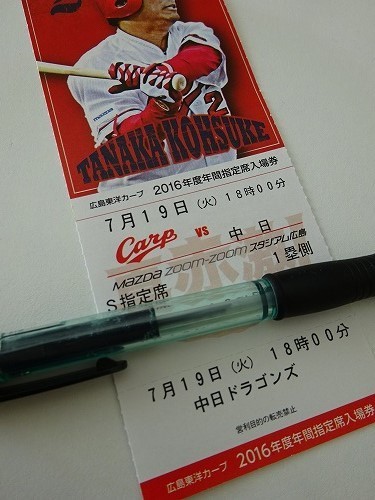 TANAKA KOHSUKE
広島東洋カープ 2016年度年間指定席入場券
7月19日(火) 18時00分
Carp VS 中日
mazda zoom-zoom スタジアム広島
S指定席 1塁側
7月19日(火) 18時00分
中日ドラゴンズ
営利目的の転売禁止
広島東洋カープ 2016年度年間指定席入場券